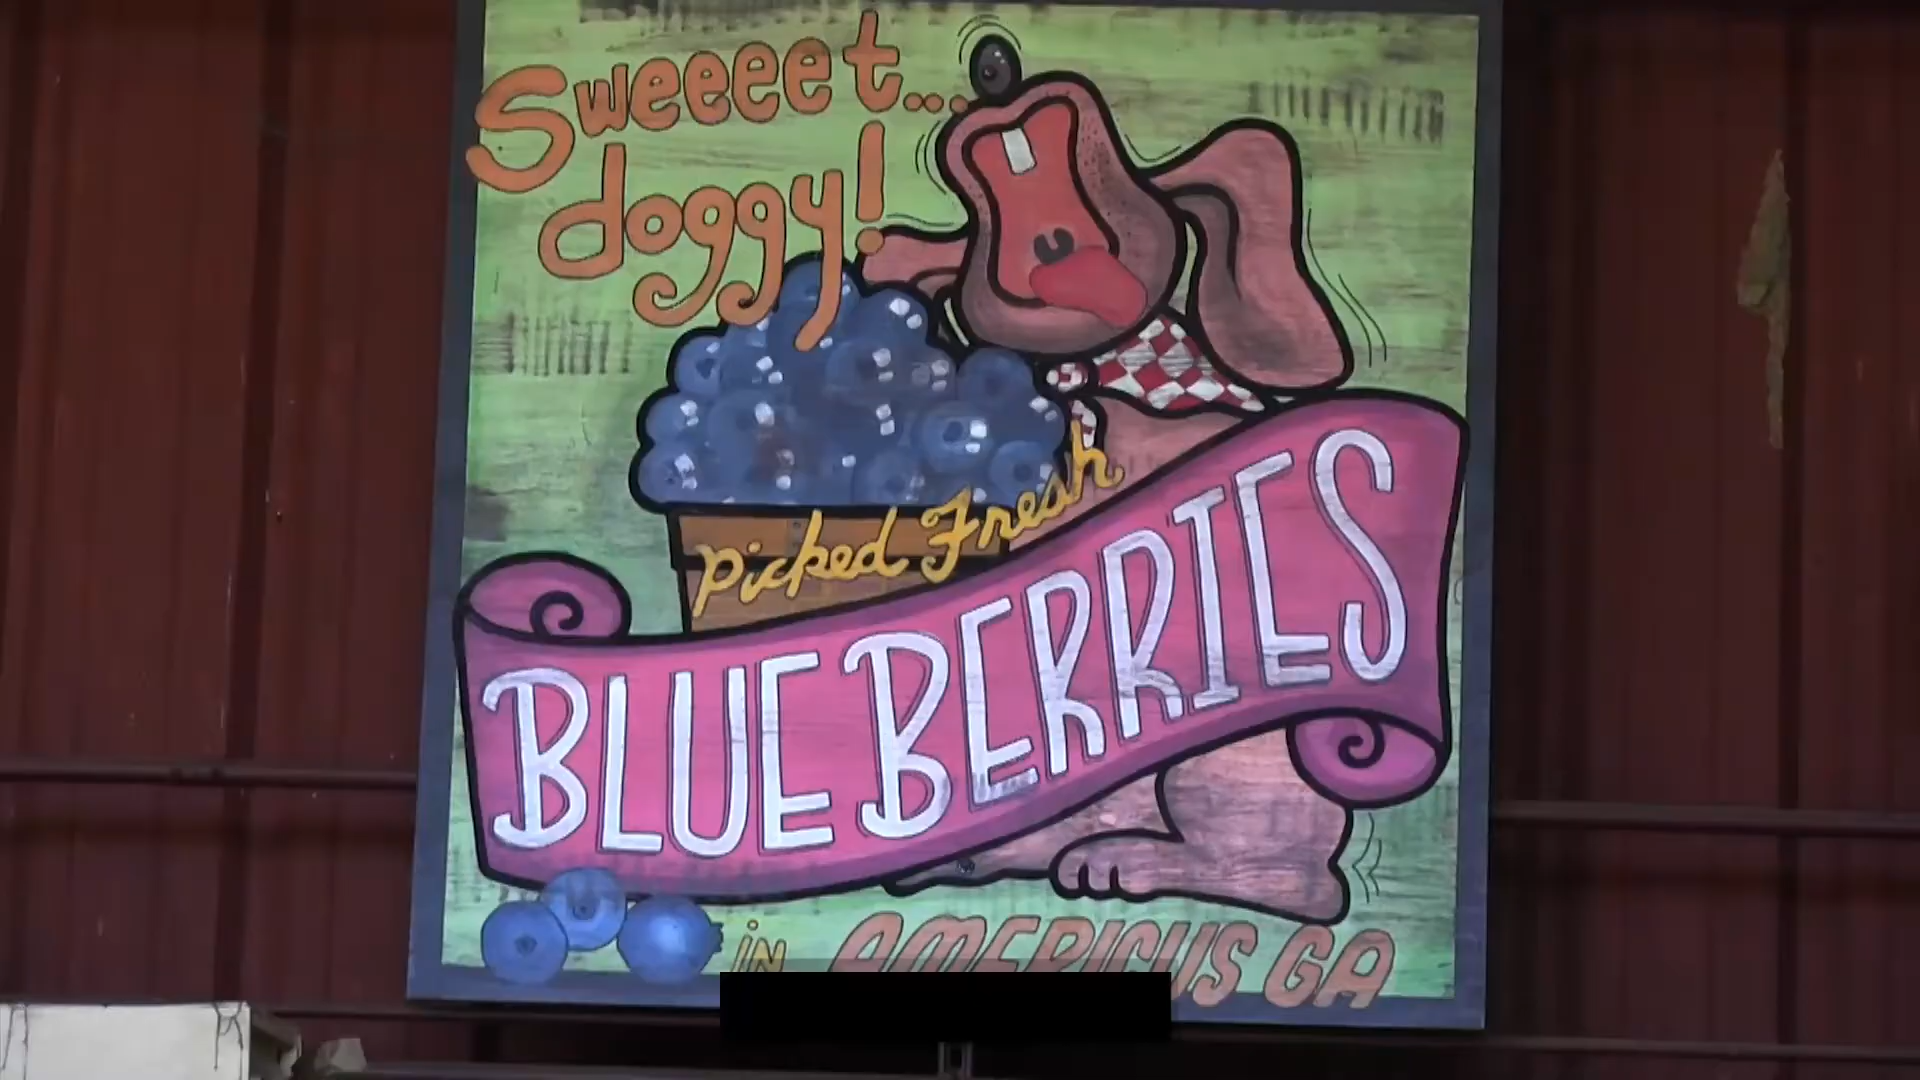 Sweeeet...
doggy!
Picked Fresh
BLUEBERRIES
in AMERICUS GA